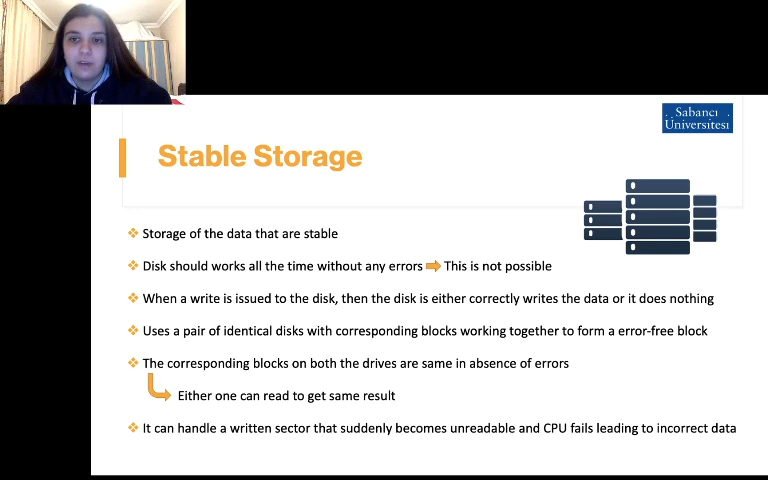 Sabancı
Üniversitesi
Stable Storage
Storage of the data that are stable
Disk should works all the time without any errors This is not possible
When a write is issued to the disk, then the disk is either correctly writes the data or it does nothing
Uses a pair of identical disks with corresponding blocks working together to form a error-free block
The corresponding blocks on both the drives are same in absence of errors
Either one can read to get same result
It can handle a written sector that suddenly becomes unreadable and CPU fails leading to incorrect data